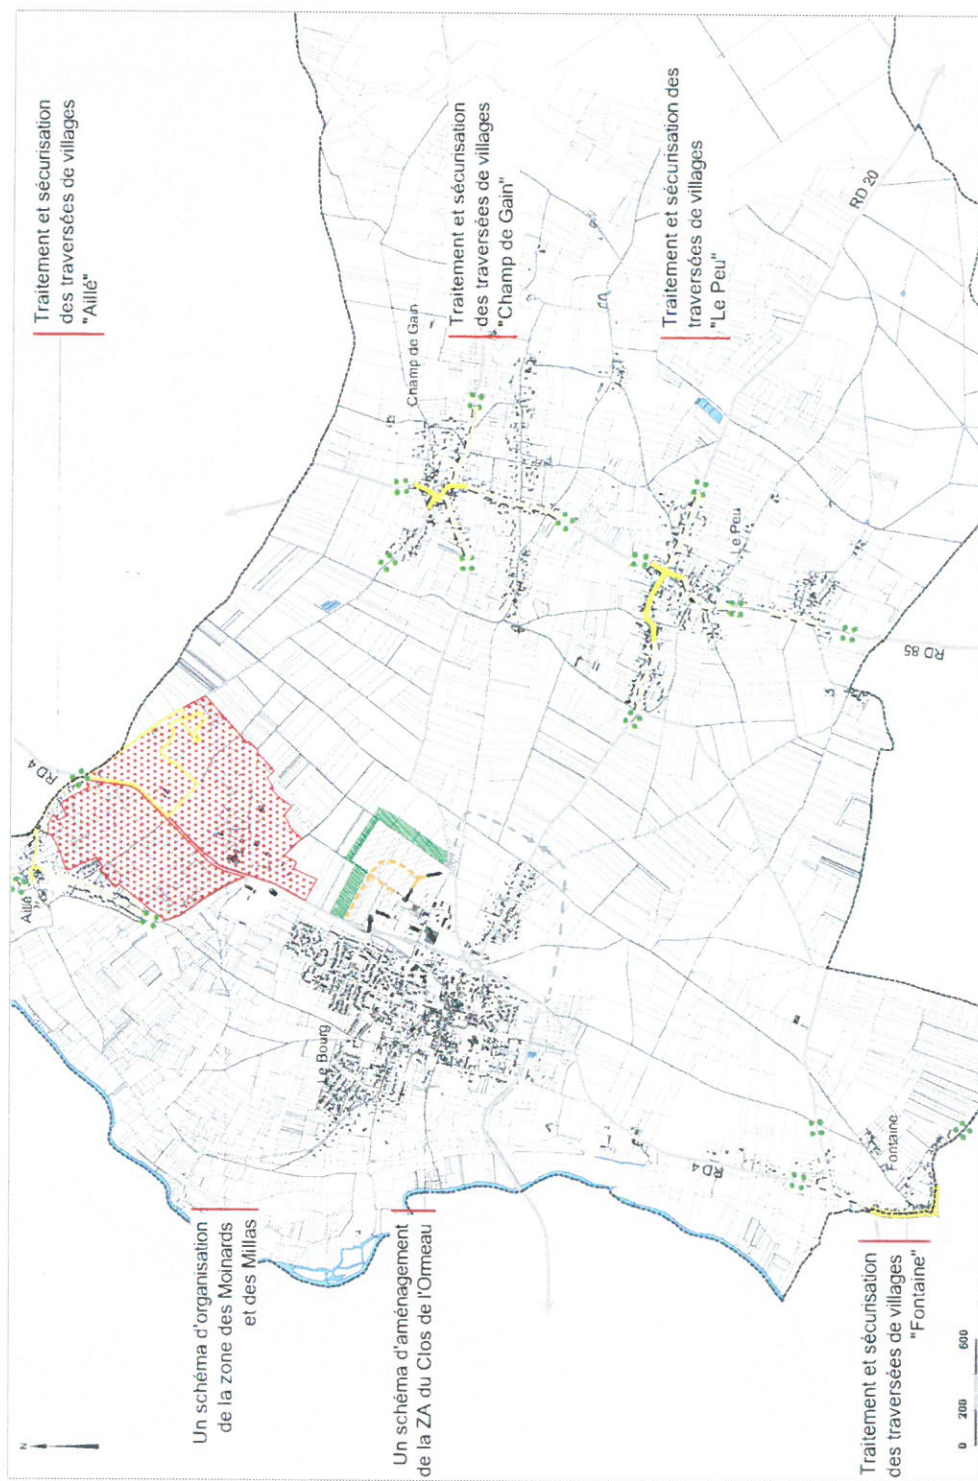 N
Traitement et sécurisation
des traversées de villages
"Aillé"
Traitement et sécurisation
des traversées de villages
"Champ de Gain"
Traitement et sécurisation des
traversées de villages
"Le Peu"
Un schéma d'organisation
de la zone des Moinards
et des Millas
Un schéma d'aménagement
de la ZA du Clos de l'Ormeau
Traitement et sécurisation
des traversées de villages
"Fontaine"
Aillé
RD 4
Champ de Gain
Le Bourg
Le Peu
RD 20
RD 85
RD 4
Fontaine
0 200 600